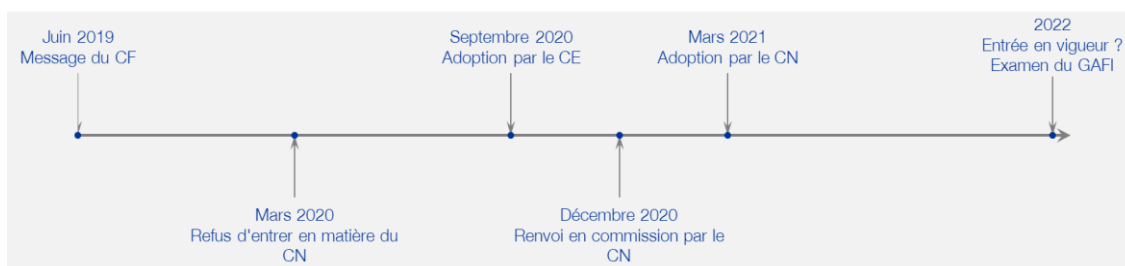 Juin 2019
Message du CF
Septembre 2020
Adoption par le CE
Mars 2021
Adoption par le CN
2022
Entrée en vigueur ?
Examen du GAFI
Mars 2020
Refus d'entrer en matière du
CN
Décembre 2020
Renvoi en commission par le
CN